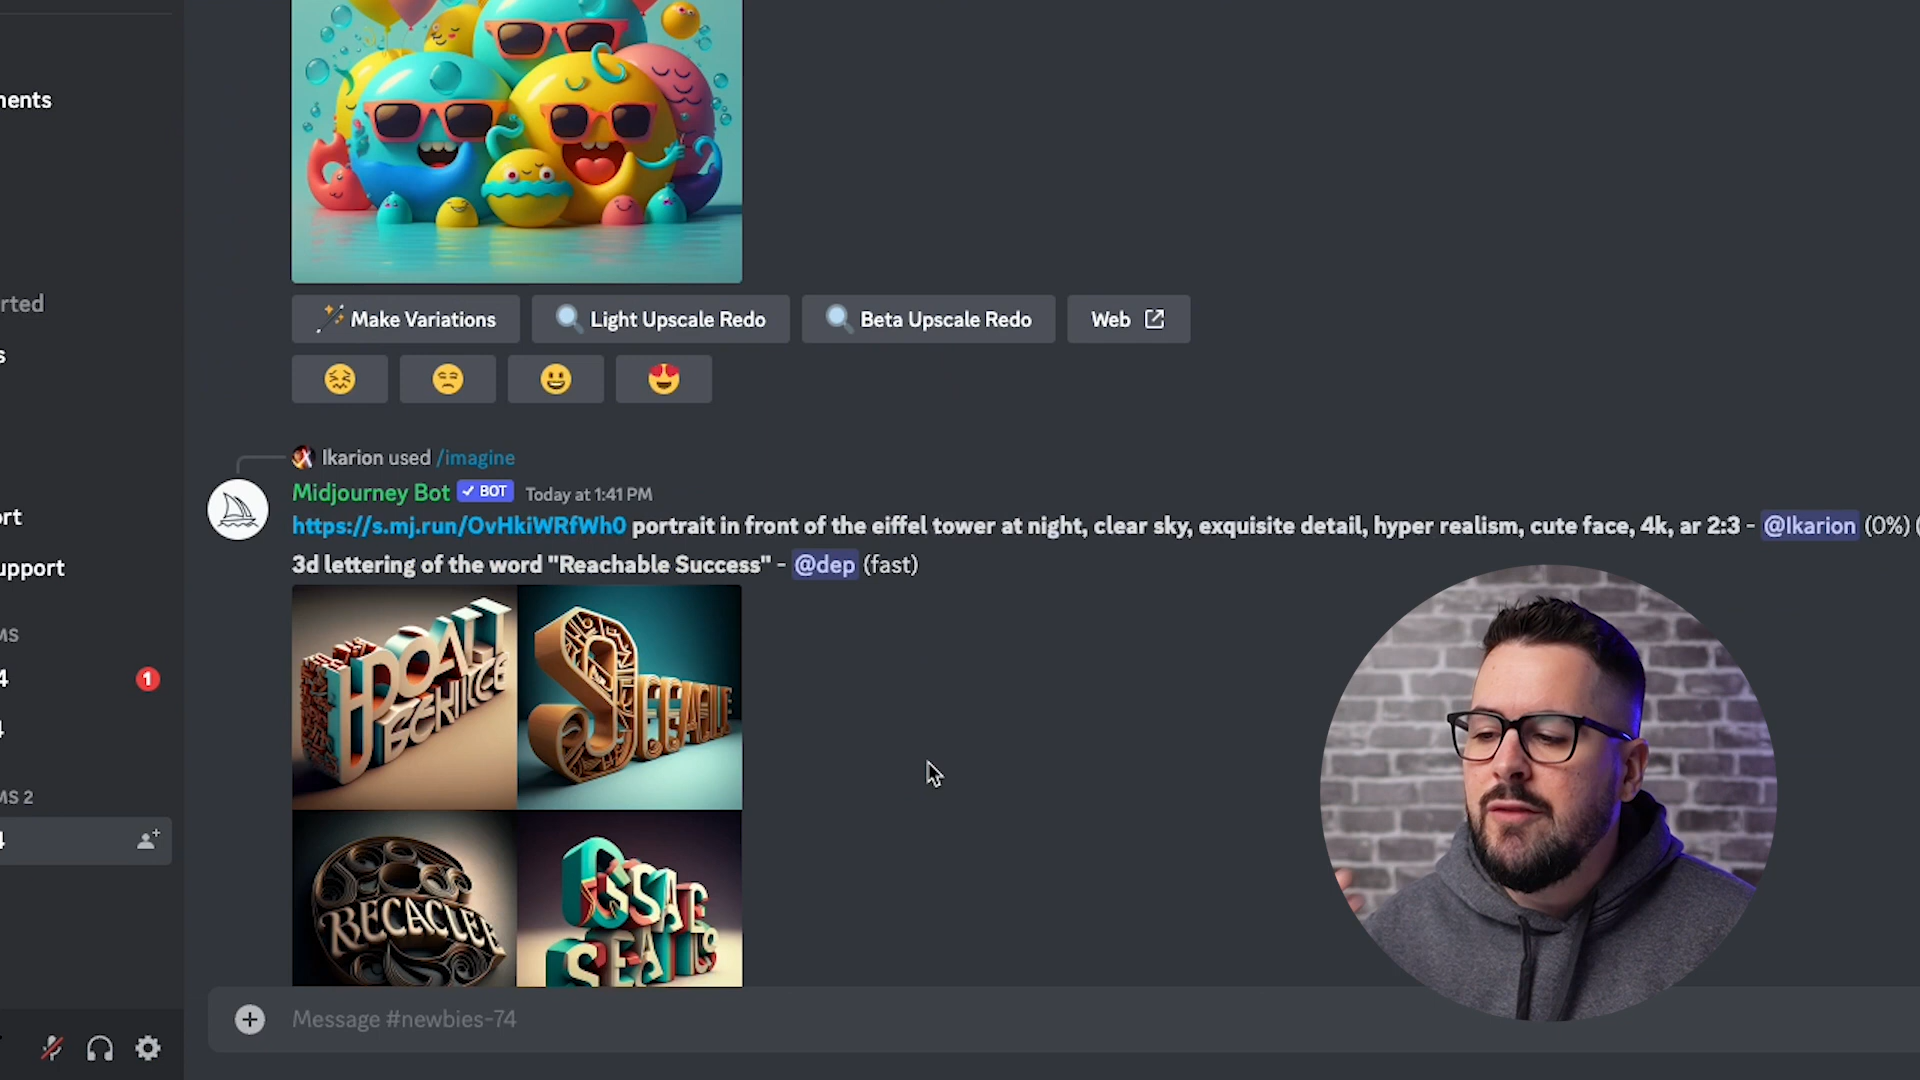 nents
rted
s
ort
upport
MS
4
1
4
MS 2
4
Make Variations
Light Upscale Redo
Beta Upscale Redo
Web
Ikarion used /imagine
Midjourney Bot BOT Today at 1:41 PM
https://s.mj.run/OvHkiWRfWh0 portrait in front of the eiffel tower at night, clear sky, exquisite detail, hyper realism, cute face, 4k, ar 2:3 - @Ikarion (0%) (
3d lettering of the word "Reachable Success" - @dep (fast)
RECACLEE
Message #newbies-74